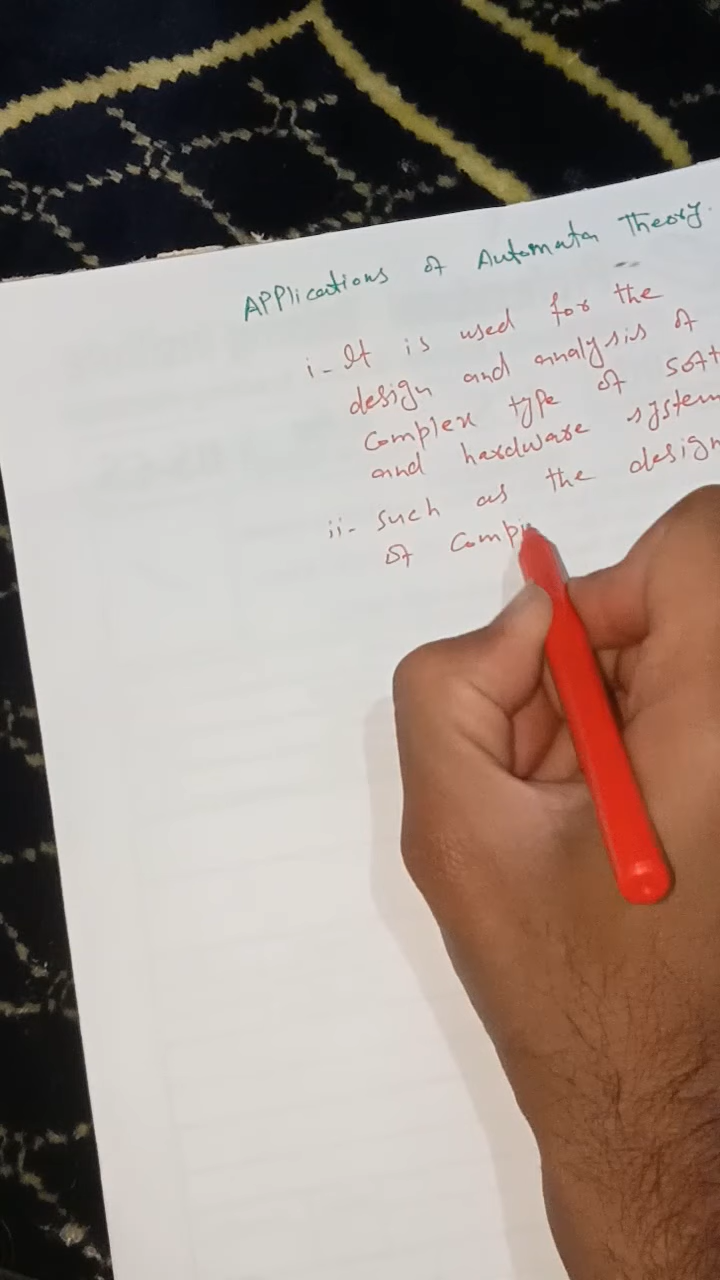 Applications of Automata Theory.
i- It is used for the
design and analysis of
complex type of soft
and hardware system
ii- such as the design
of compi